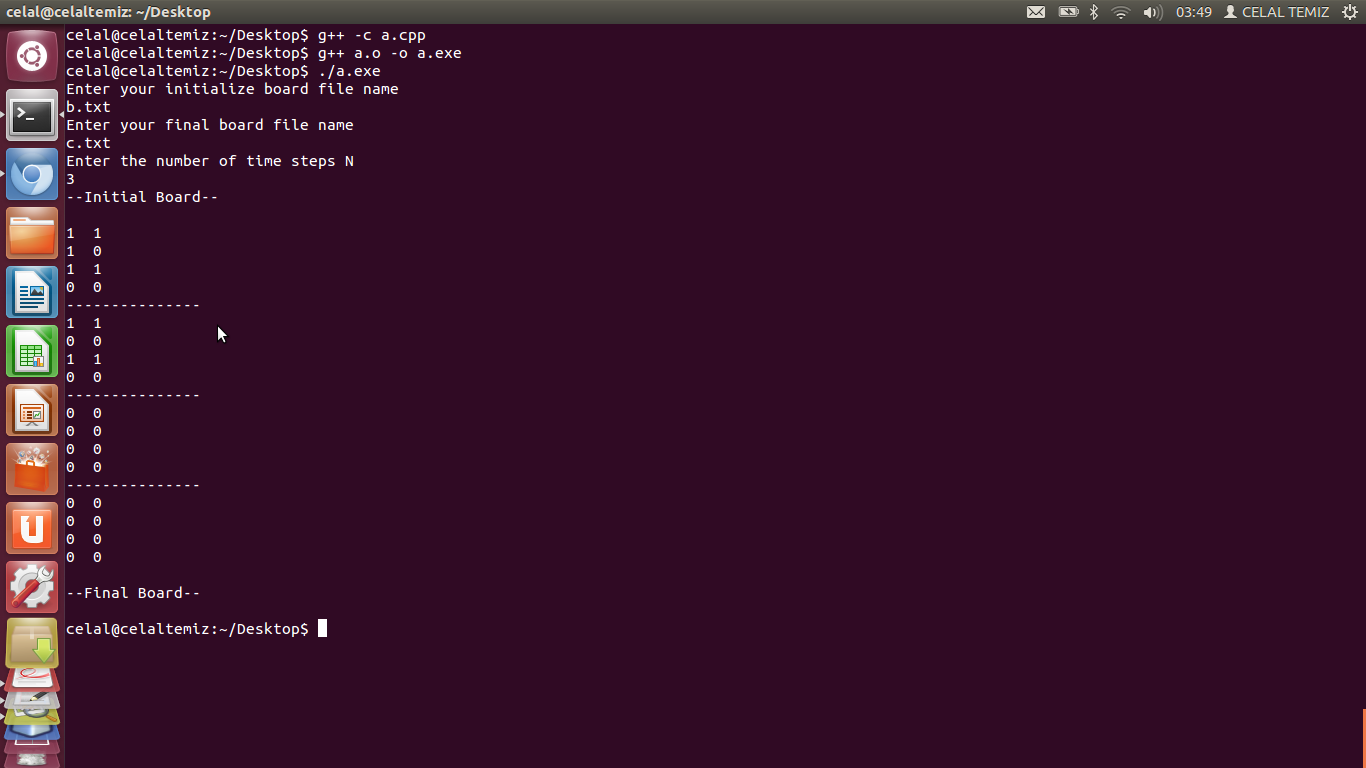 celal@celaltemiz: ~/Desktop
03:49 CELAL TEMIZ
celal@celaltemiz:~/Desktop$ g++ -c a.cpp
celal@celaltemiz:~/Desktop$ g++ a.o -o a.exe
celal@celaltemiz:~/Desktop$ ./a.exe
Enter your initialize board file name
b.txt
Enter your final board file name
c.txt
Enter the number of time steps N
3
--Initial Board--
1  1
1  0
1  1
0  0
---------------
1  1
0  0
1  1
0  0
---------------
0  0
0  0
0  0
0  0
---------------
0  0
0  0
0  0
0  0
--Final Board--
celal@celaltemiz:~/Desktop$